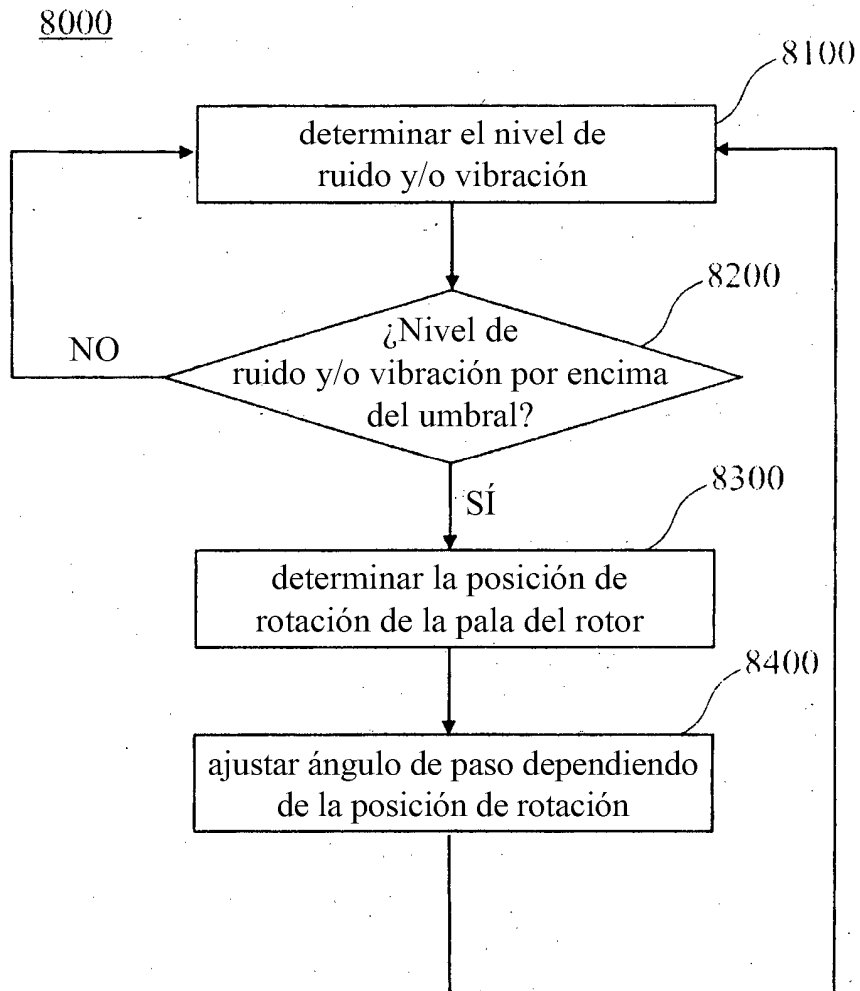 8000
8100
determinar el nivel de
ruido y/o vibración
8200
¿Nivel de
ruido y/o vibración por encima
del umbral?
NO
SÍ
8300
determinar la posición de
rotación de la pala del rotor
8400
ajustar ángulo de paso dependiendo
de la posición de rotación